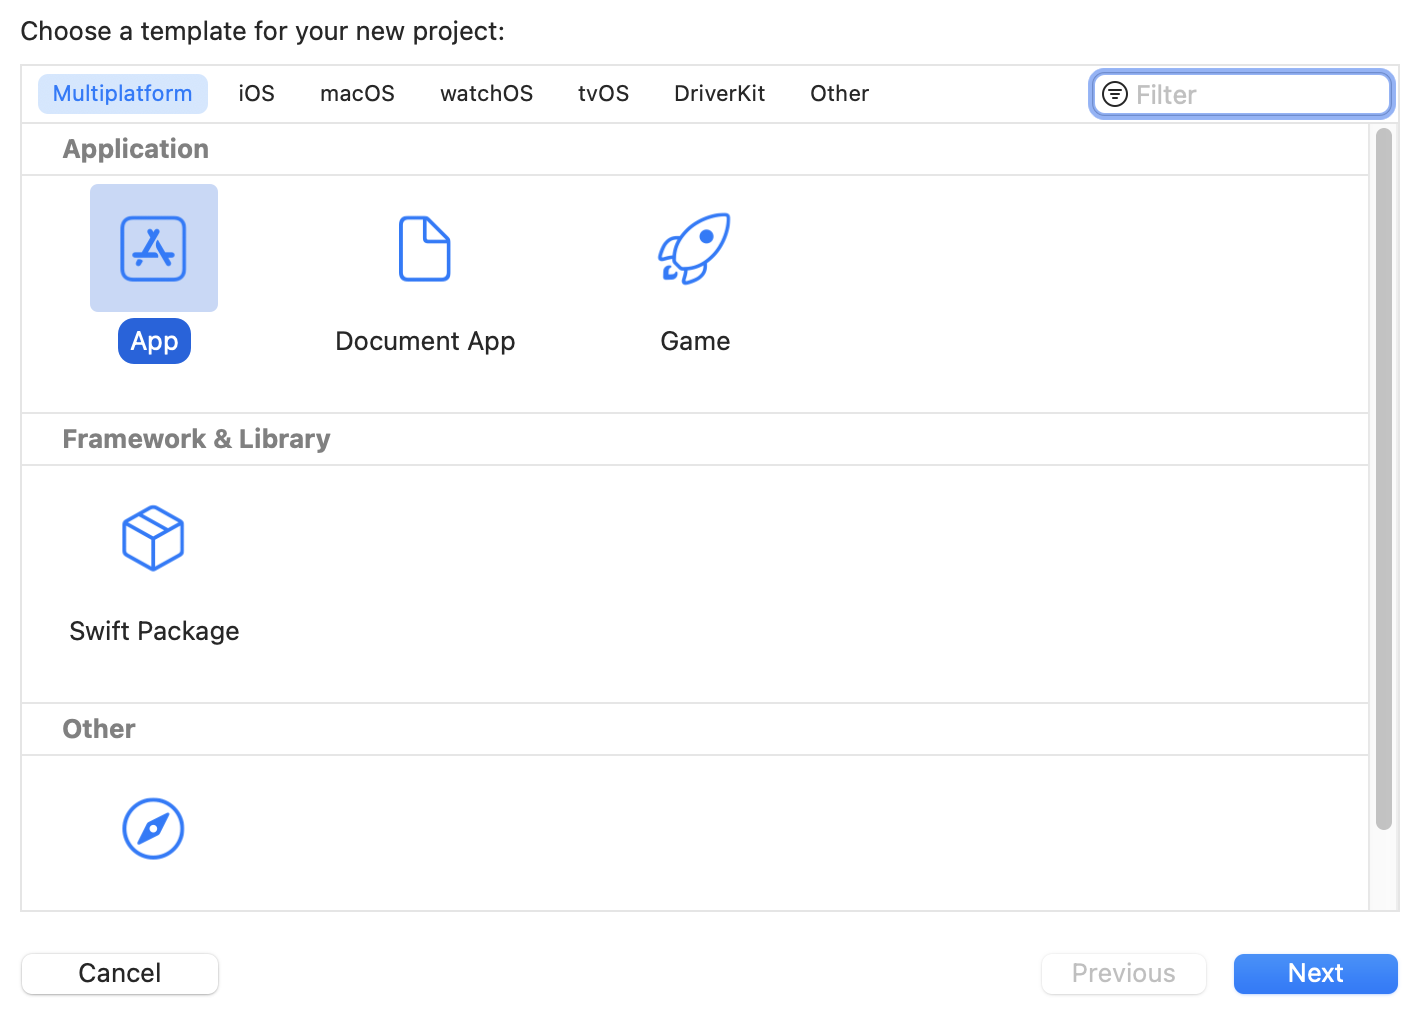 Choose a template for your new project:
Multiplatform iOS macOS watchOS tvOS DriverKit Other Filter
Application
App Document App Game
Framework & Library
Swift Package
Other
Cancel Previous Next